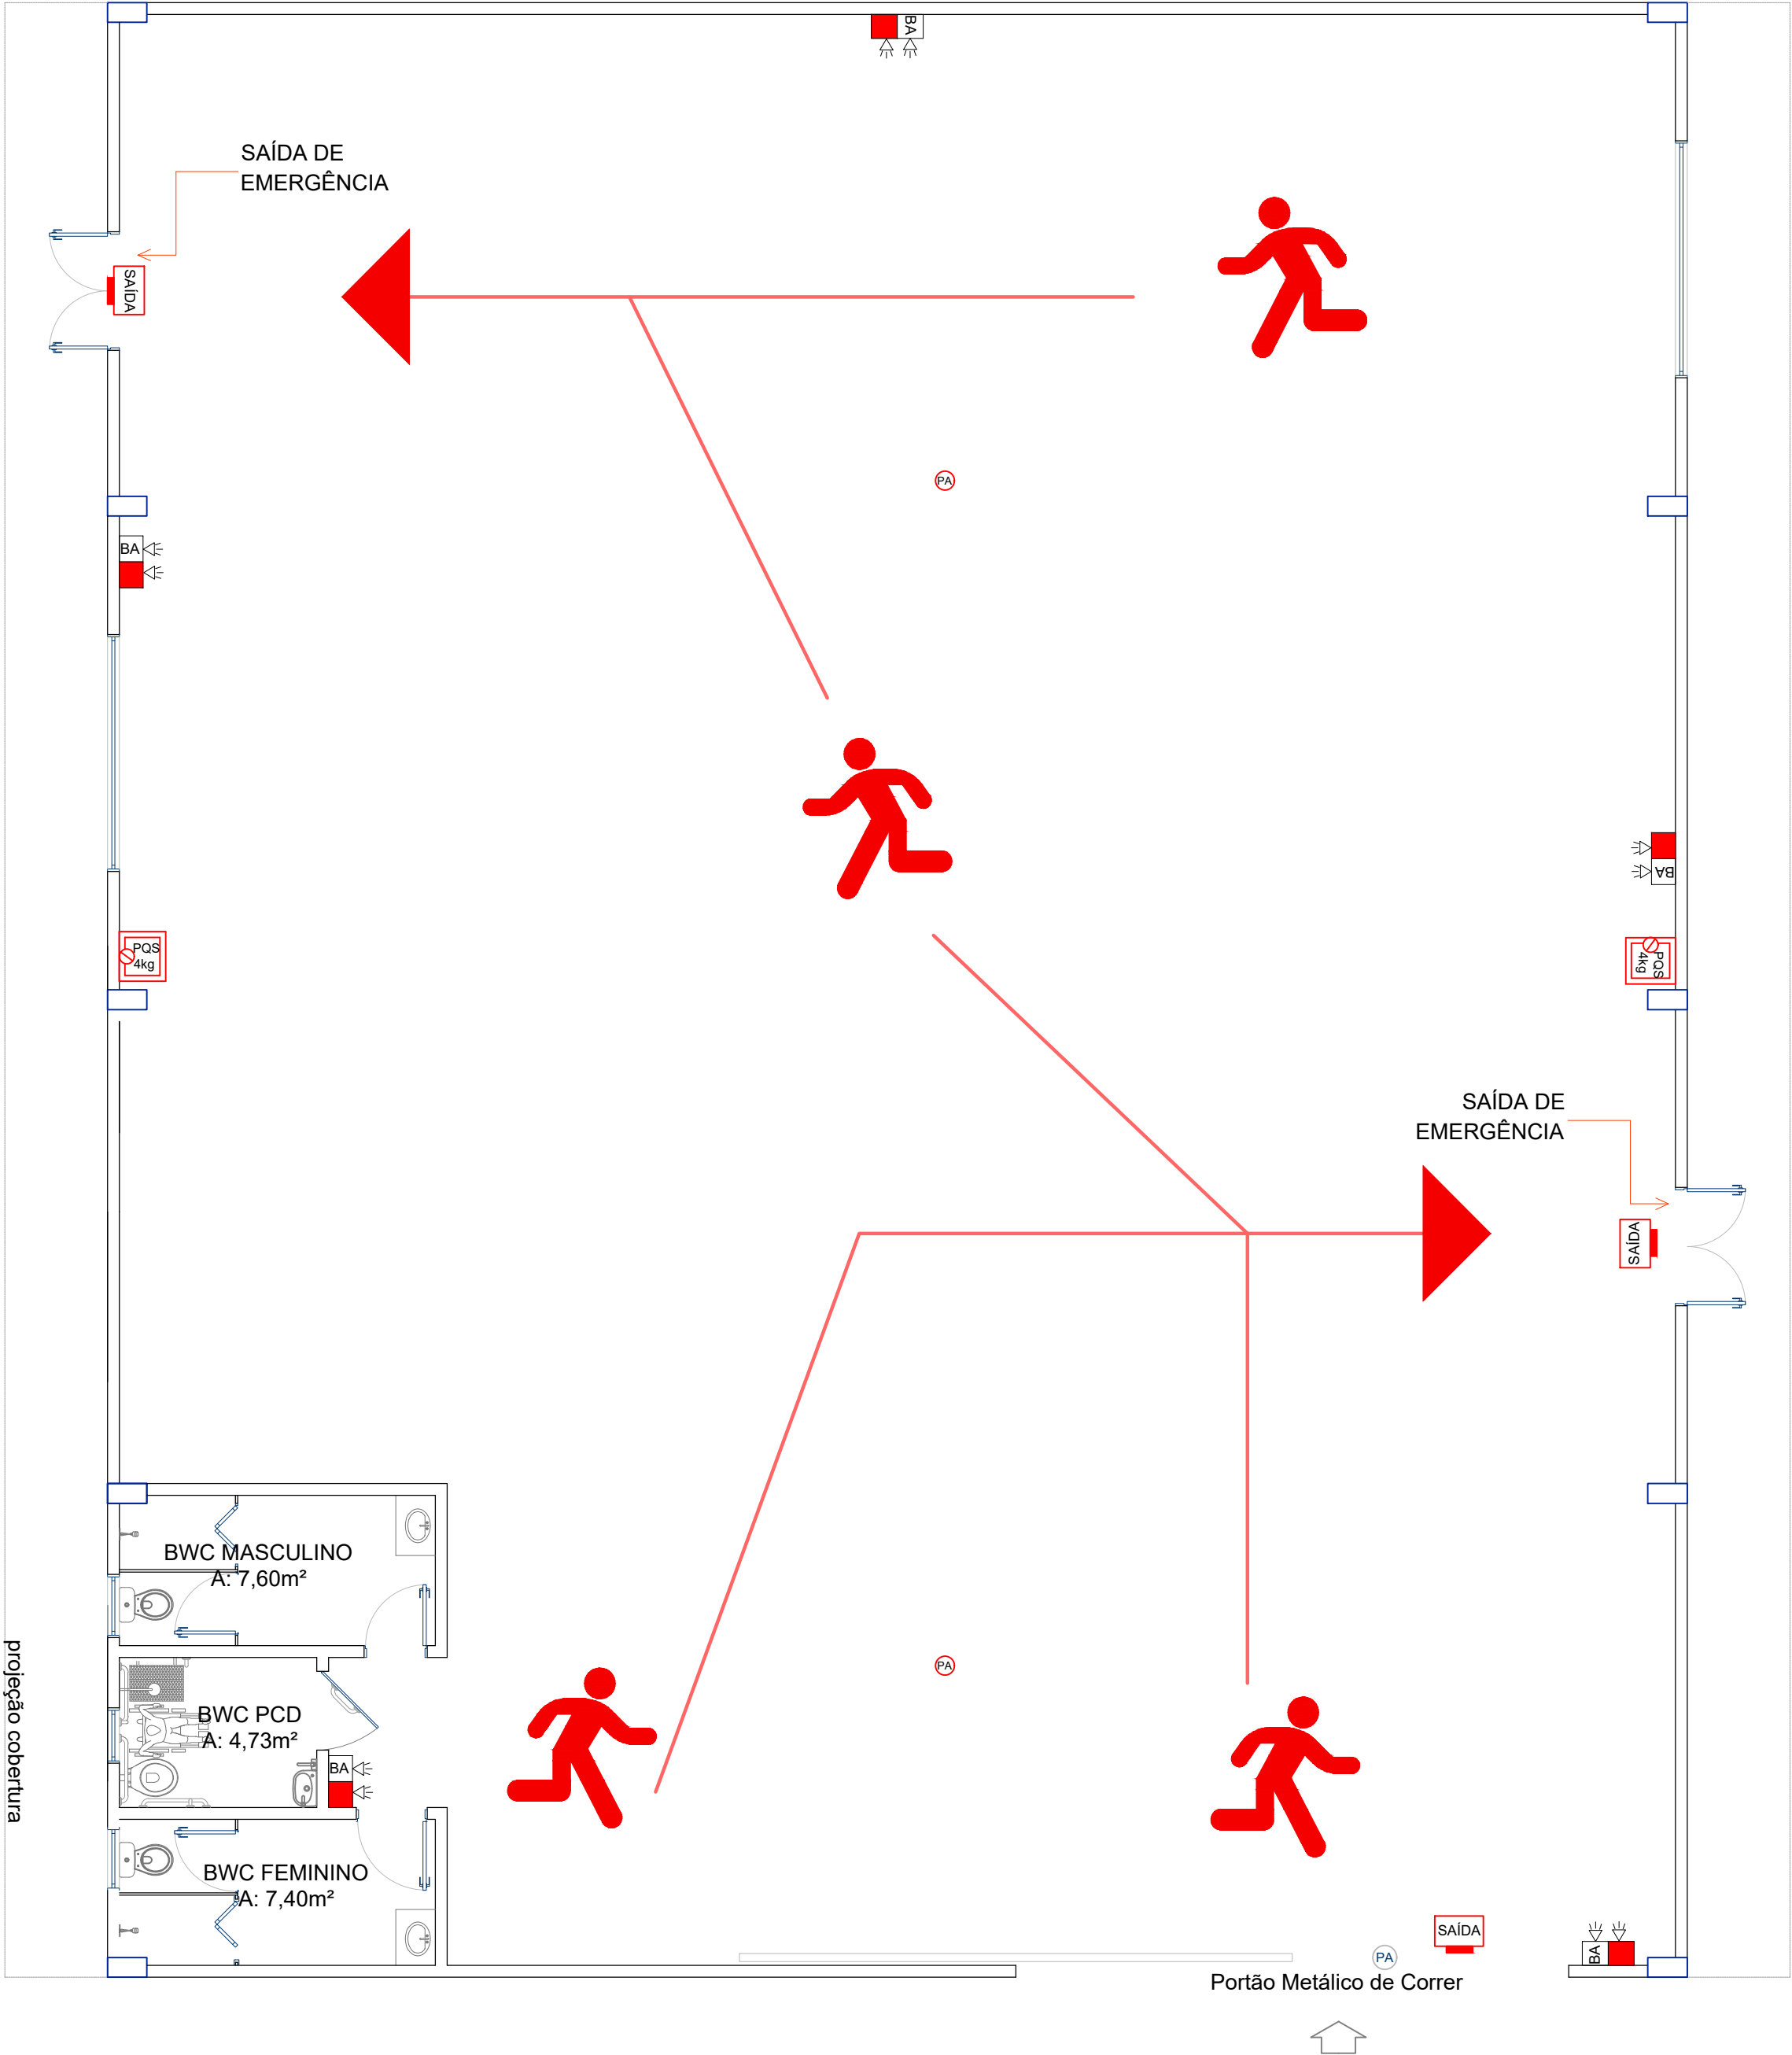 BA
SAÍDA DE
EMERGÊNCIA
SAÍDA
PA
BA
BA
PQS
4kg
PQS
4kg
SAÍDA DE
EMERGÊNCIA
SAÍDA
BWC MASCULINO
A: 7,60m²
PA
BWC PCD
A: 4,73m²
BA
projeção cobertura
BWC FEMININO
A: 7,40m²
SAÍDA
BA
PA
Portão Metálico de Correr